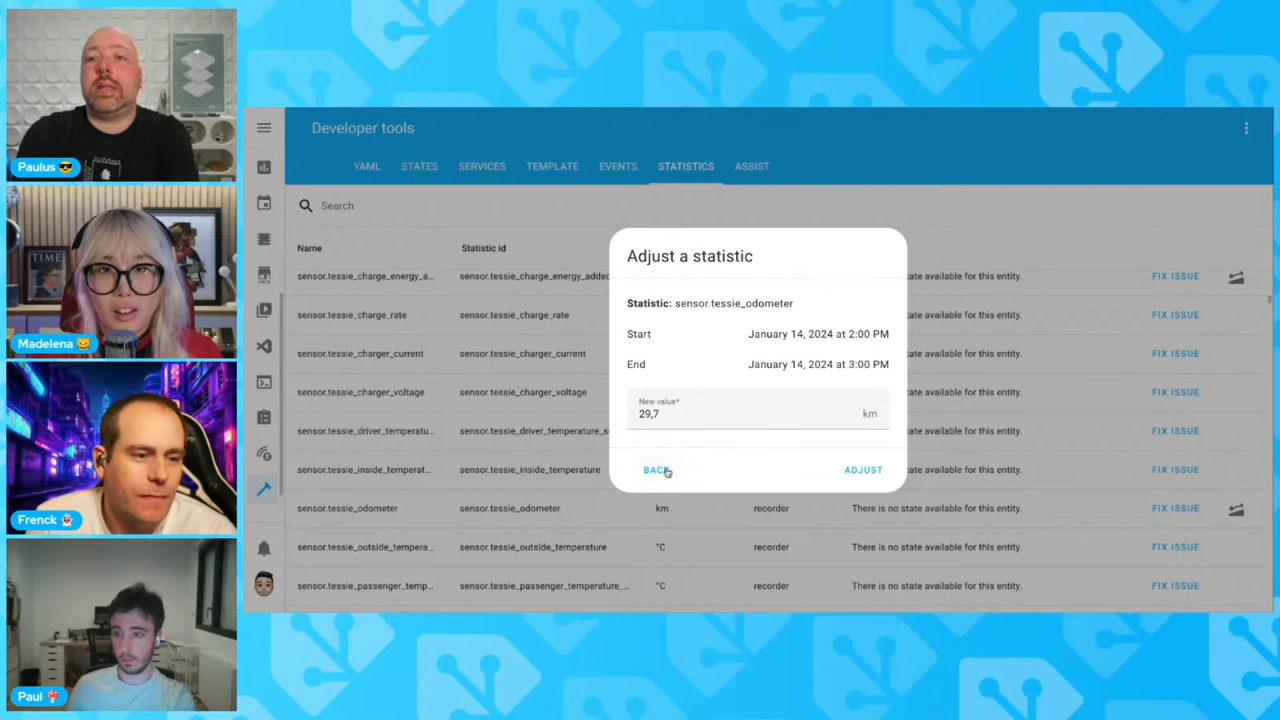 Paulus 😎
TIME
Madelena 😺
Frenck 👻
Paul 🍄
Developer tools
YAML STATES SERVICES TEMPLATE EVENTS STATISTICS ASSIST
Search
Name Statistic id
sensor.tessie_charge_energy_a... sensor.tessie_charge_energy_added state available for this entity. FIX ISSUE
sensor.tessie_charge_rate sensor.tessie_charge_rate state available for this entity. FIX ISSUE
sensor.tessie_charger_current sensor.tessie_charger_current state available for this entity. FIX ISSUE
sensor.tessie_charger_voltage sensor.tessie_charger_voltage state available for this entity. FIX ISSUE
sensor.tessie_driver_temperatu... sensor.tessie_driver_temperature_s state available for this entity. FIX ISSUE
sensor.tessie_inside_temperat... sensor.tessie_inside_temperature state available for this entity. FIX ISSUE
sensor.tessie_odometer sensor.tessie_odometer km recorder There is no state available for this entity. FIX ISSUE
sensor.tessie_outside_tempera... sensor.tessie_outside_temperature °C recorder There is no state available for this entity. FIX ISSUE
sensor.tessie_passenger_temp... sensor.tessie_passenger_temperature_... °C recorder There is no state available for this entity. FIX ISSUE
Adjust a statistic
Statistic: sensor.tessie_odometer
Start January 14, 2024 at 2:00 PM
End January 14, 2024 at 3:00 PM
New value*
29,7 km
BACK ADJUST